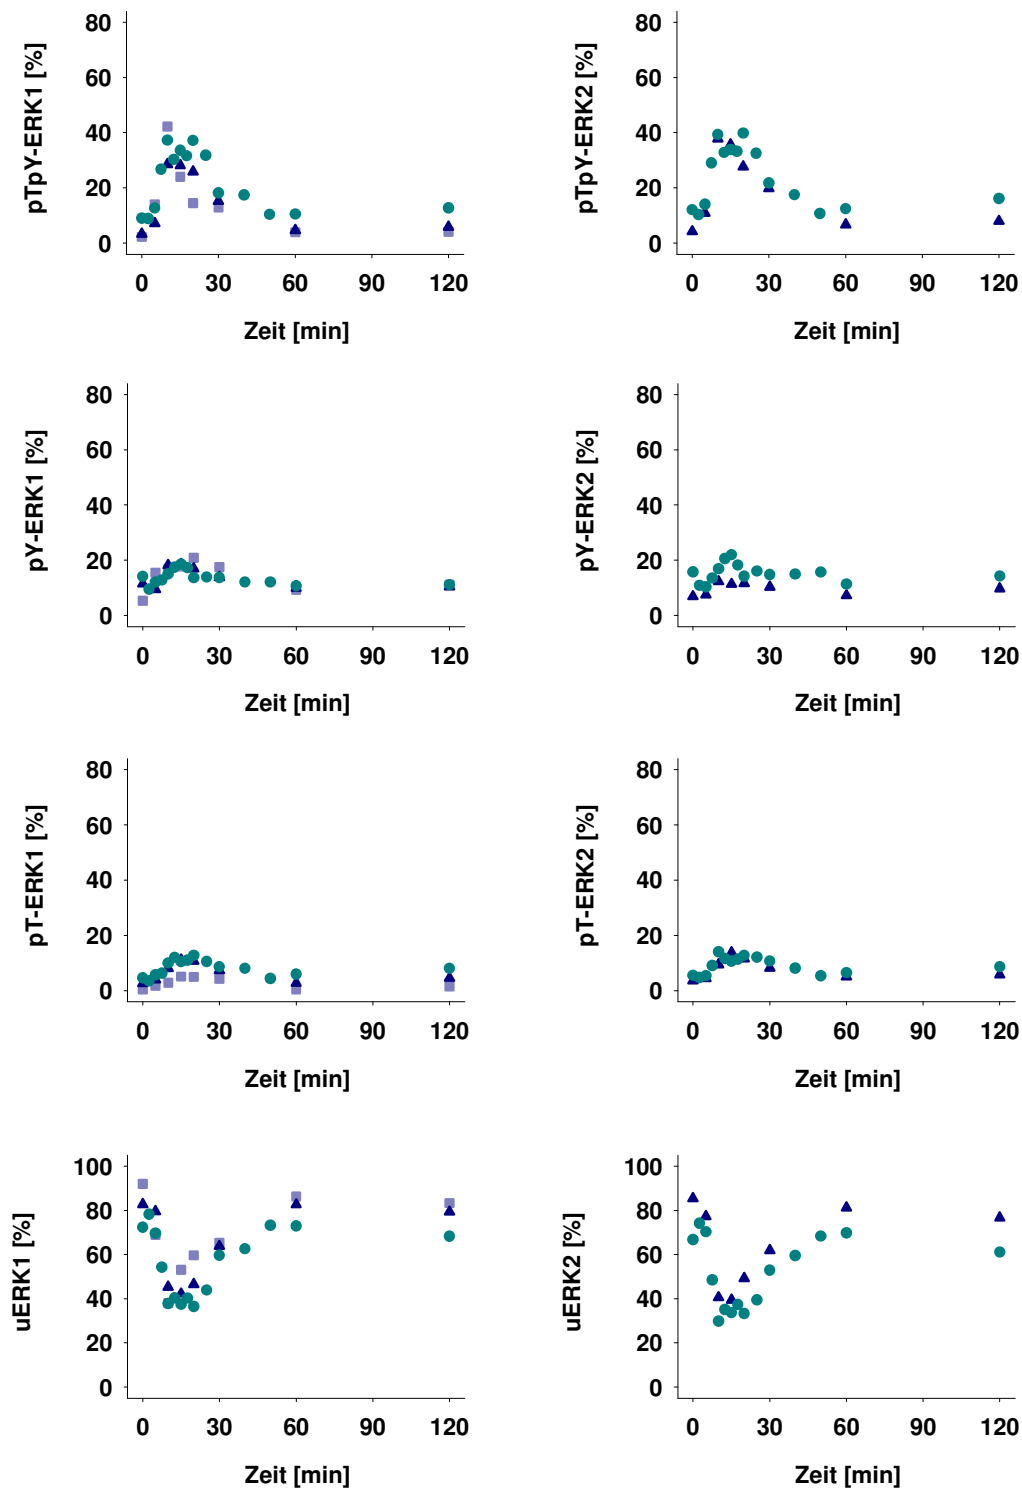 pTpY-ERK1 [%]
80
60
40
20
0
0 30 60 90 120
Zeit [min]
pTpY-ERK2 [%]
80
60
40
20
0
0 30 60 90 120
Zeit [min]
pY-ERK1 [%]
80
60
40
20
0
0 30 60 90 120
Zeit [min]
pY-ERK2 [%]
80
60
40
20
0
0 30 60 90 120
Zeit [min]
pT-ERK1 [%]
80
60
40
20
0
0 30 60 90 120
Zeit [min]
pT-ERK2 [%]
80
60
40
20
0
0 30 60 90 120
Zeit [min]
uERK1 [%]
100
80
60
40
20
0
0 30 60 90 120
Zeit [min]
uERK2 [%]
100
80
60
40
20
0
0 30 60 90 120
Zeit [min]